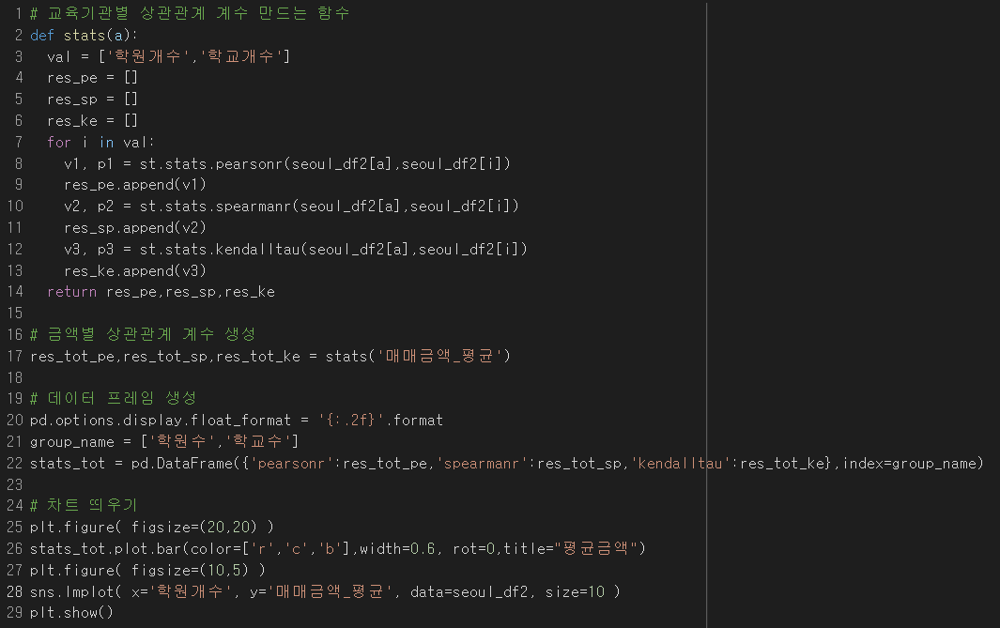 1 # 교육기관별 상관관계 계수 만드는 함수
2 def stats(a):
3   val = ['학원개수','학교개수']
4   res_pe = []
5   res_sp = []
6   res_ke = []
7   for i in val:
8     v1, p1 = st.stats.pearsonr(seoul_df2[a],seoul_df2[i])
9     res_pe.append(v1)
10     v2, p2 = st.stats.spearmanr(seoul_df2[a],seoul_df2[i])
11     res_sp.append(v2)
12     v3, p3 = st.stats.kendalltau(seoul_df2[a],seoul_df2[i])
13     res_ke.append(v3)
14   return res_pe,res_sp,res_ke
15
16 # 금액별 상관관계 계수 생성
17 res_tot_pe,res_tot_sp,res_tot_ke = stats('매매금액_평균')
18
19 # 데이터 프레임 생성
20 pd.options.display.float_format = '{:.2f}'.format
21 group_name = ['학원수','학교수']
22 stats_tot = pd.DataFrame({'pearsonr':res_tot_pe,'spearmanr':res_tot_sp,'kendalltau':res_tot_ke},index=group_name)
23
24 # 차트 띄우기
25 plt.figure( figsize=(20,20) )
26 stats_tot.plot.bar(color=['r','c','b'],width=0.6, rot=0,title="평균금액")
27 plt.figure( figsize=(10,5) )
28 sns.lmplot( x='학원개수', y='매매금액_평균', data=seoul_df2, size=10 )
29 plt.show()